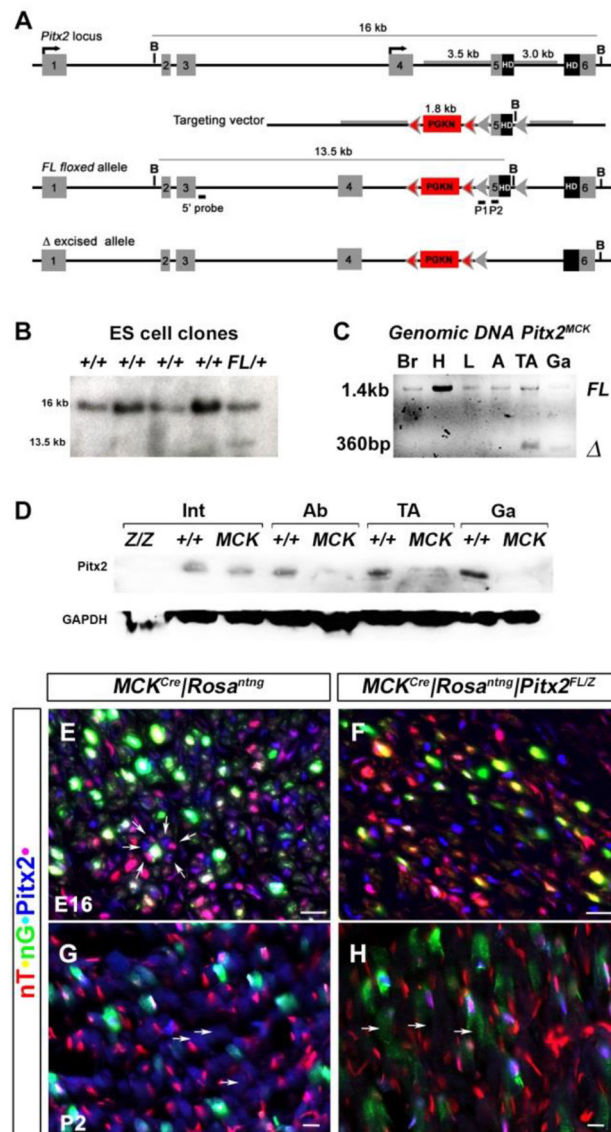 A
16 kb
Pitx2 locus
B
B
3.5 kb
3.0 kb
1
2
3
4
5
HD
HD
6
1.8 kb
B
Targeting vector
PGKN
5
HD
13.5 kb
FL floxed allele
B
B
B
1
2
3
4
PGKN
5
HD
HD
6
5' probe
P1
P2
Δ excised allele
B
1
2
3
4
PGKN
6
B
ES cell clones
+/+ +/+ +/+ +/+ FL/+
16 kb
13.5 kb
C
Genomic DNA Pitx2MCK
Br H L A TA Ga
1.4kb
FL
360bp
Δ
D
Int Ab TA Ga
Z/Z +/+ MCK +/+ MCK +/+ MCK +/+ MCK
Pitx2
GAPDH
MCKCre|Rosantng
MCKCre|Rosantng|Pitx2FL/Z
nT•nG•Pitx2•
E
F
E16
G
H
P2